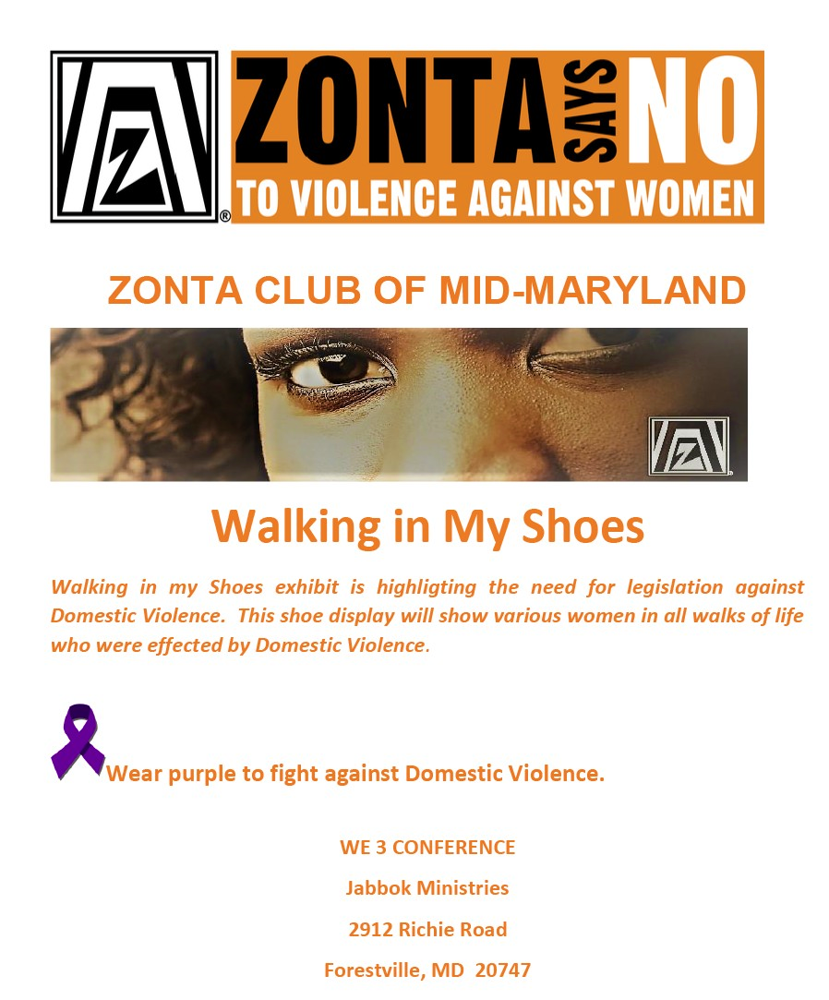 ZONTA SAYS NO
TO VIOLENCE AGAINST WOMEN
Z
®
ZONTA CLUB OF MID-MARYLAND
Z
Walking in My Shoes
Walking in my Shoes exhibit is highligting the need for legislation against
Domestic Violence. This shoe display will show various women in all walks of life
who were effected by Domestic Violence.
Wear purple to fight against Domestic Violence.
WE 3 CONFERENCE
Jabbok Ministries
2912 Richie Road
Forestville, MD 20747